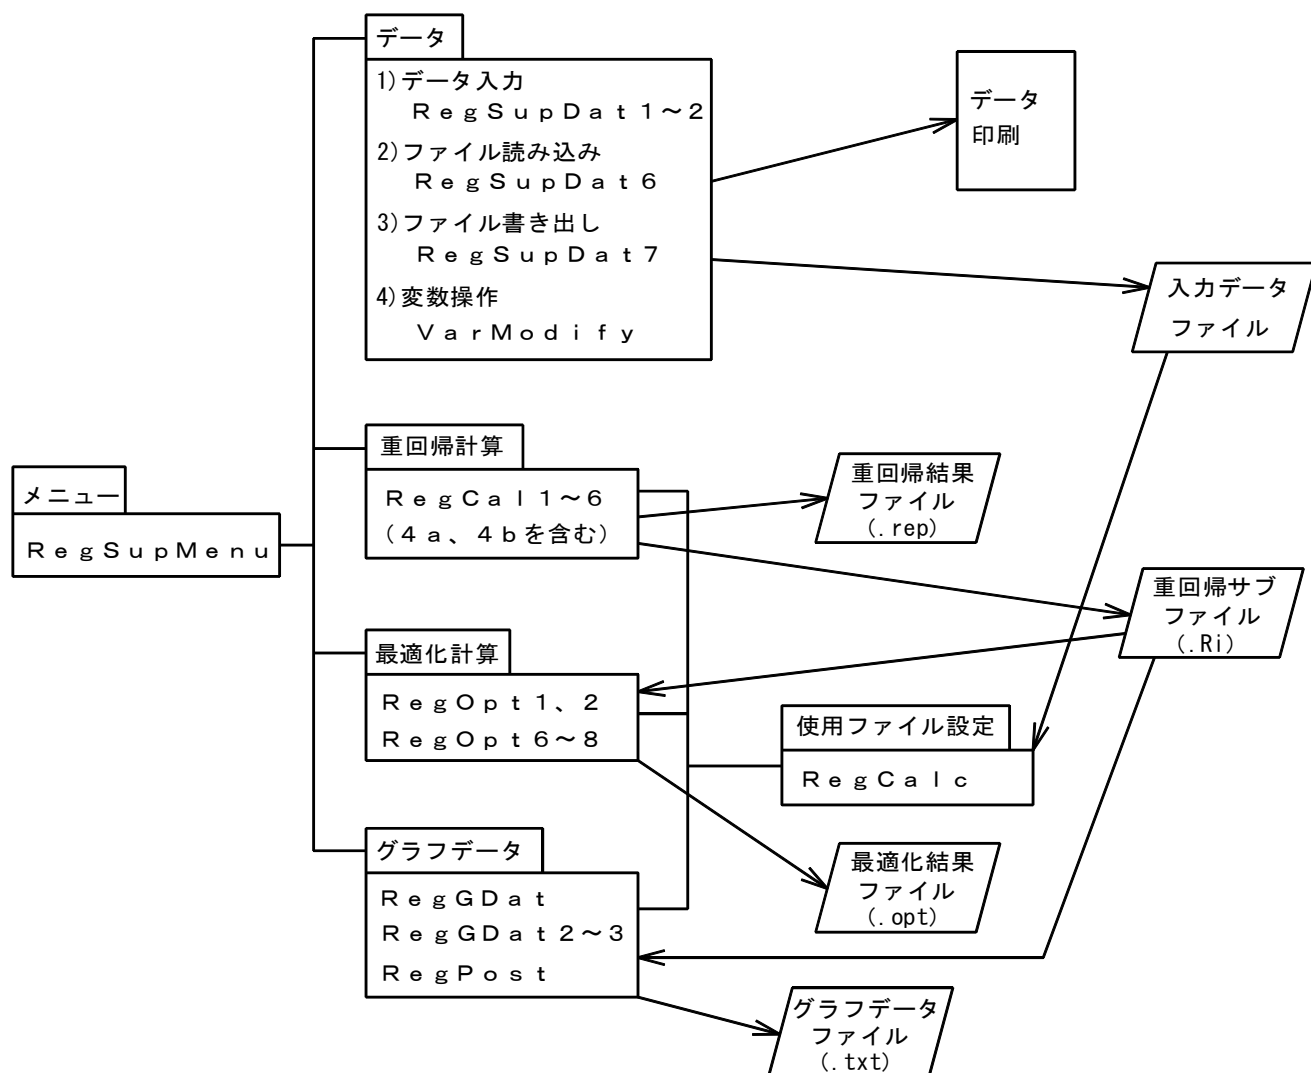 データ
1)データ入力
RegSupDat1~2
2)ファイル読み込み
RegSupDat6
3)ファイル書き出し
RegSupDat7
4)変数操作
VarModify
データ
印刷
入力データ
ファイル
メニュー
RegSupMenu
重回帰計算
RegCal1~6
(4a、4bを含む)
重回帰結果
ファイル
(.rep)
重回帰サブ
ファイル
(.Ri)
最適化計算
RegOpt1、2
RegOpt6~8
使用ファイル設定
RegCalc
グラフデータ
RegGDat
RegGDat2~3
RegPost
最適化結果
ファイル
(.opt)
グラフデータ
ファイル
(.txt)